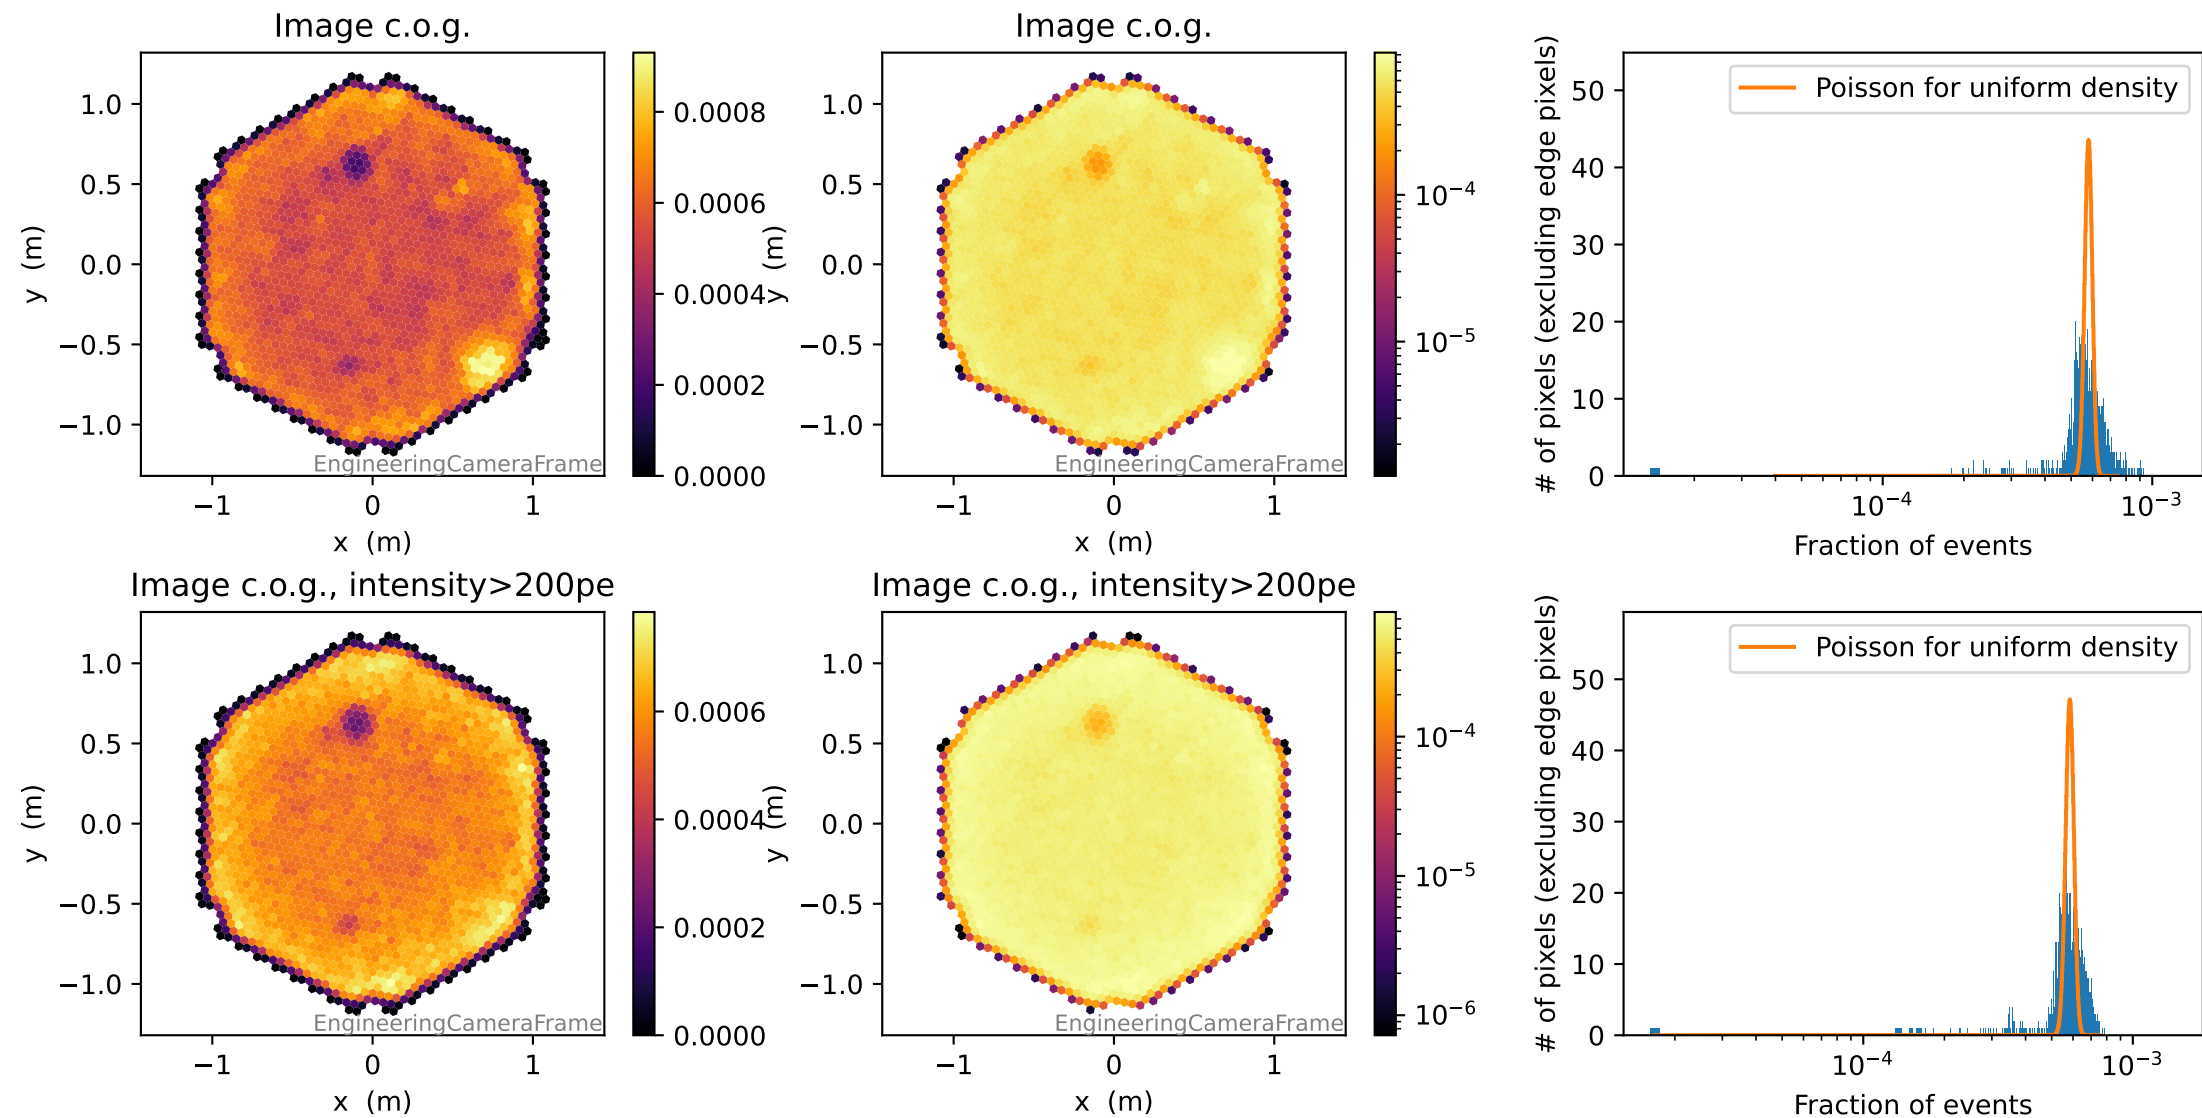 Image c.o.g.
1.0
0.5
0.0
−0.5
−1.0
y (m)
−1
0
1
x (m)
EngineeringCameraFrame
0.0008
0.0006
0.0004
0.0002
0.0000
Image c.o.g.
1.0
0.5
0.0
−0.5
−1.0
y (m)
−1
0
1
x (m)
EngineeringCameraFrame
10⁻⁴
10⁻⁵
# of pixels (excluding edge pixels)
50
40
30
20
10
0
Poisson for uniform density
10⁻⁴
10⁻³
Fraction of events
Image c.o.g., intensity>200pe
1.0
0.5
0.0
−0.5
−1.0
y (m)
−1
0
1
x (m)
EngineeringCameraFrame
0.0006
0.0004
0.0002
0.0000
Image c.o.g., intensity>200pe
1.0
0.5
0.0
−0.5
−1.0
y (m)
−1
0
1
x (m)
EngineeringCameraFrame
10⁻⁴
10⁻⁵
10⁻⁶
# of pixels (excluding edge pixels)
50
40
30
20
10
0
Poisson for uniform density
10⁻⁴
10⁻³
Fraction of events